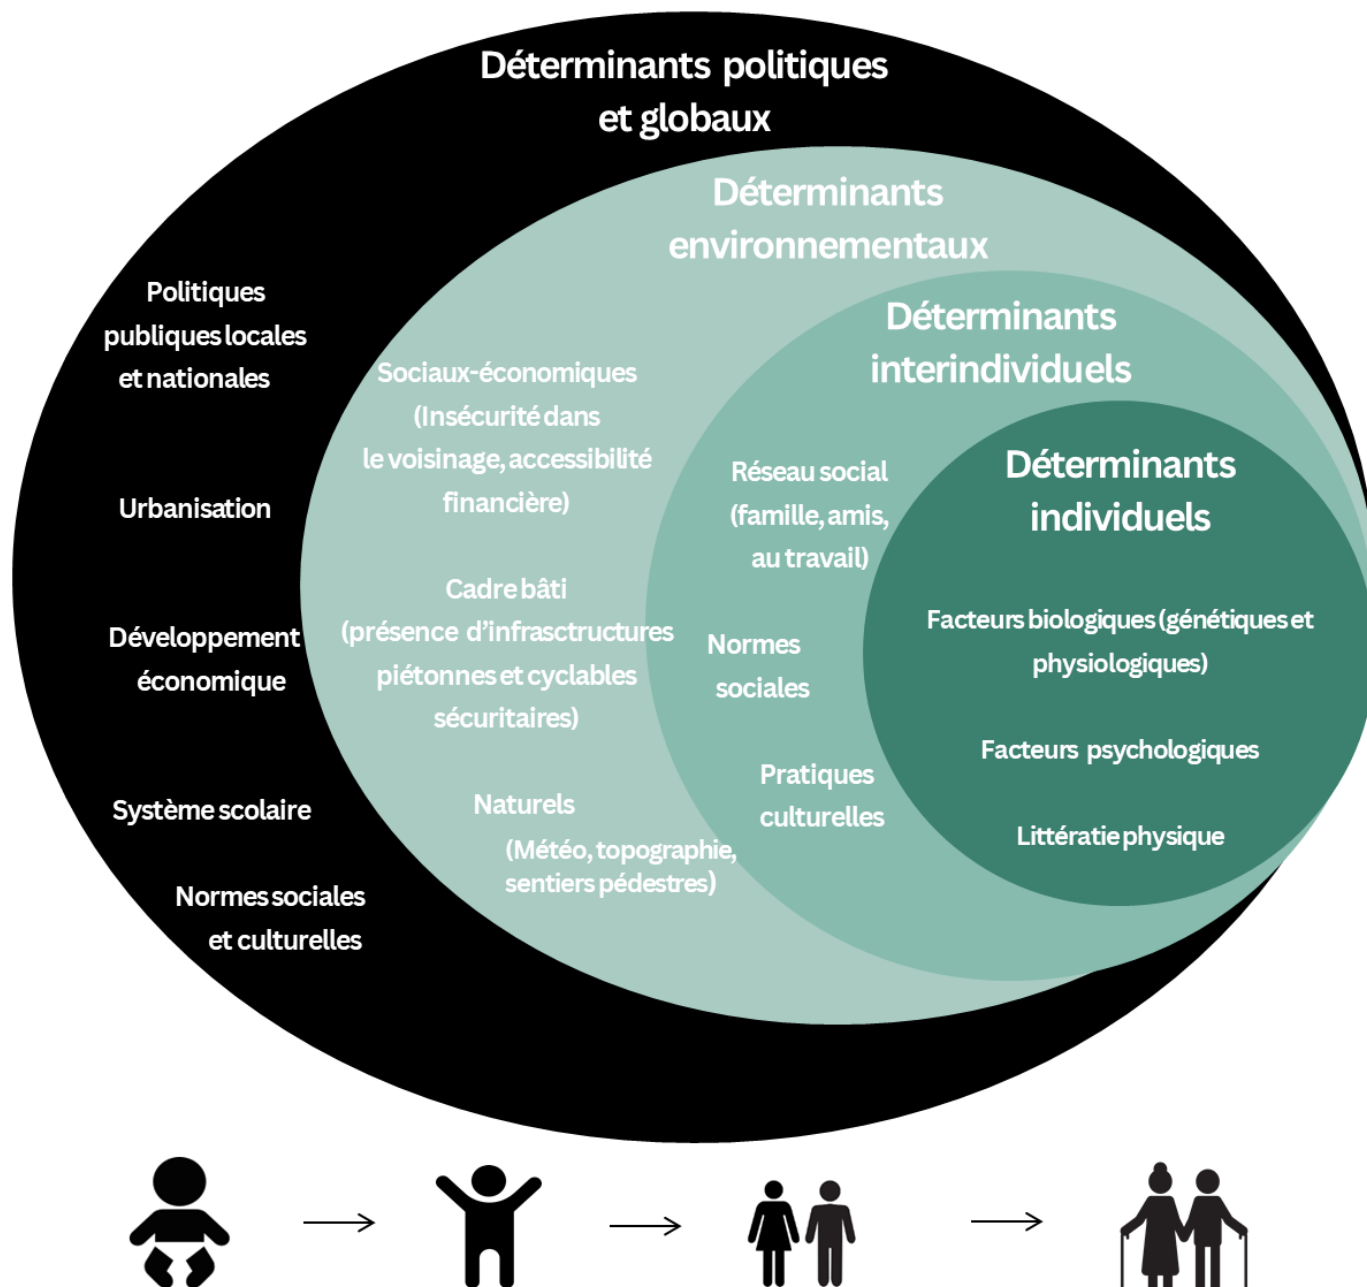 Déterminants politiques
et globaux
Politiques
publiques locales
et nationales
Urbanisation
Développement
économique
Système scolaire
Normes sociales
et culturelles
Déterminants
environnementaux
Sociaux-économiques
(Insécurité dans
le voisinage, accessibilité
financière)
Cadre bâti
(présence d’infrasctructures
piétonnes et cyclables
sécuritaires)
Naturels
(Météo, topographie,
sentiers pédestres)
Déterminants
interindividuels
Réseau social
(famille, amis,
au travail)
Normes
sociales
Pratiques
culturelles
Déterminants
individuels
Facteurs biologiques (génétiques et
physiologiques)
Facteurs psychologiques
Littératie physique